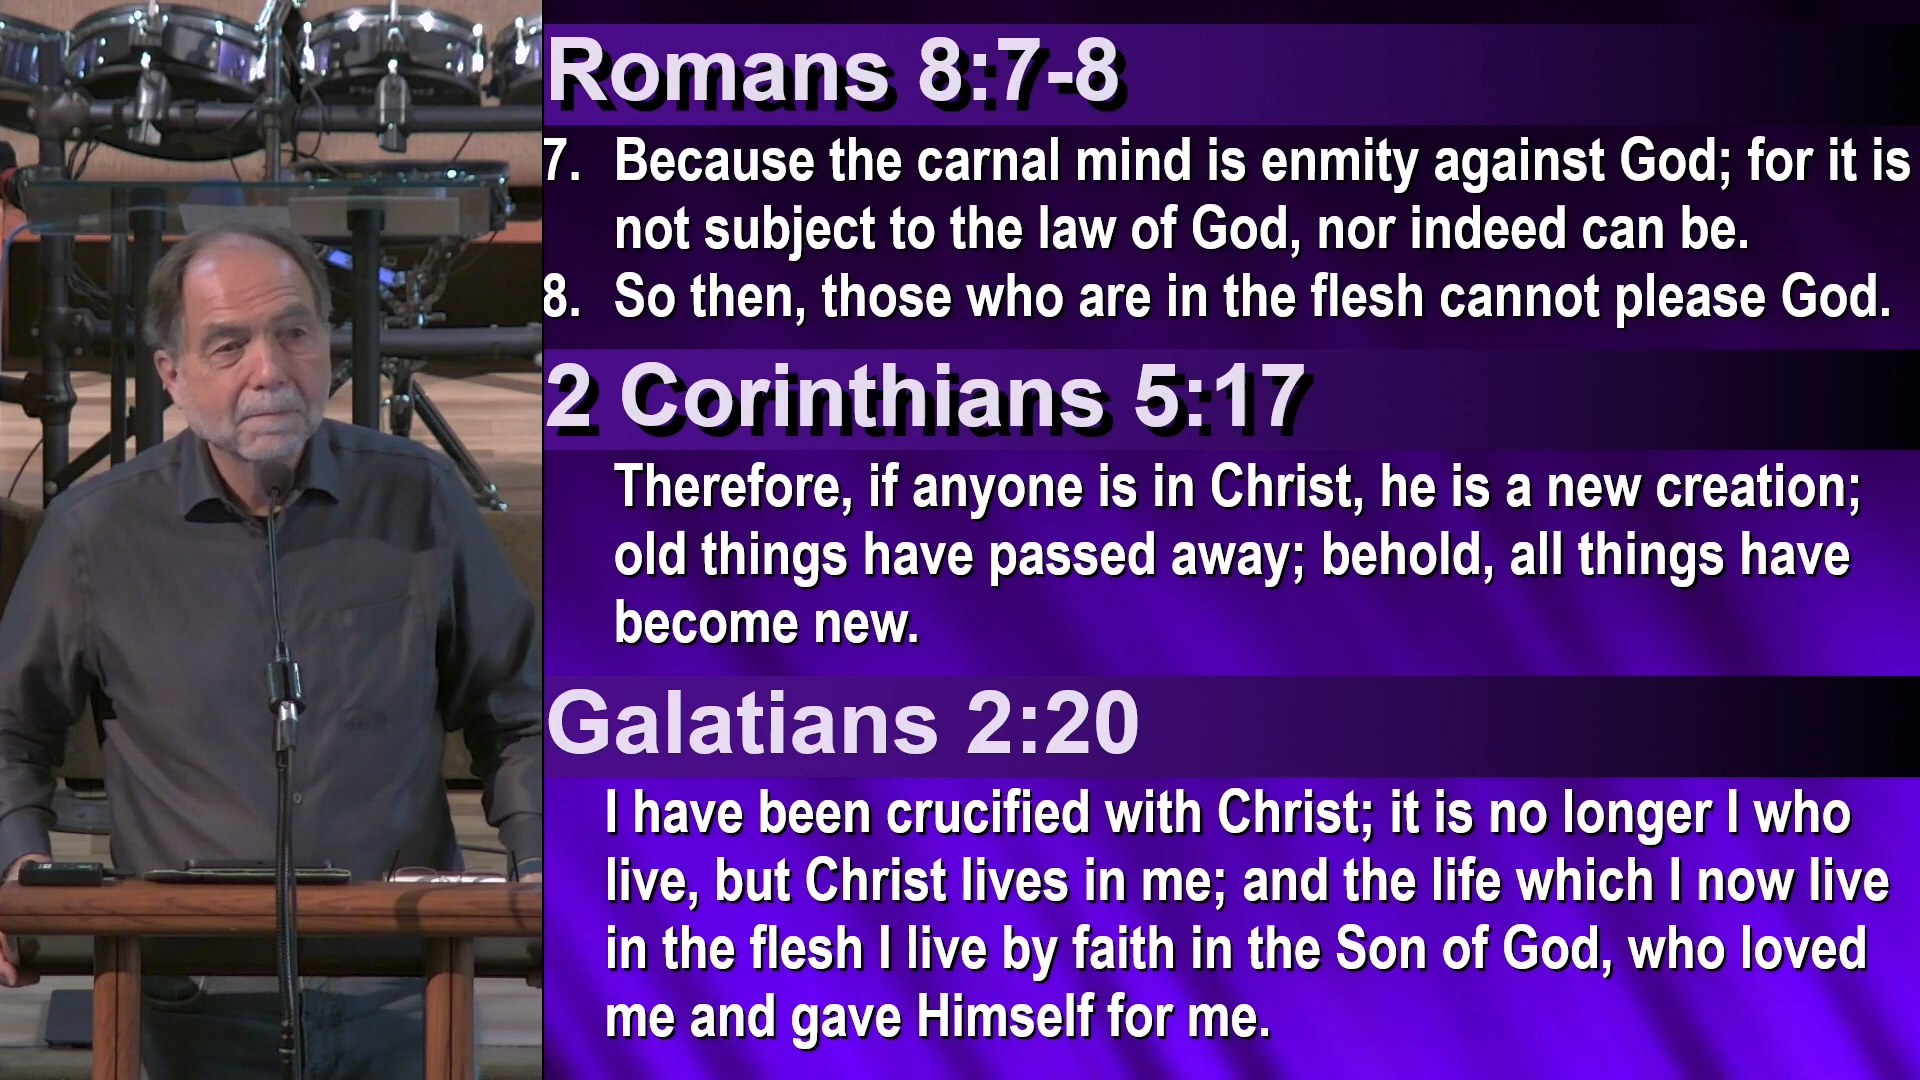 Romans 8:7-8
7. Because the carnal mind is enmity against God; for it is
not subject to the law of God, nor indeed can be.
8. So then, those who are in the flesh cannot please God.
2 Corinthians 5:17
Therefore, if anyone is in Christ, he is a new creation;
old things have passed away; behold, all things have
become new.
Galatians 2:20
I have been crucified with Christ; it is no longer I who
live, but Christ lives in me; and the life which I now live
in the flesh I live by faith in the Son of God, who loved
me and gave Himself for me.